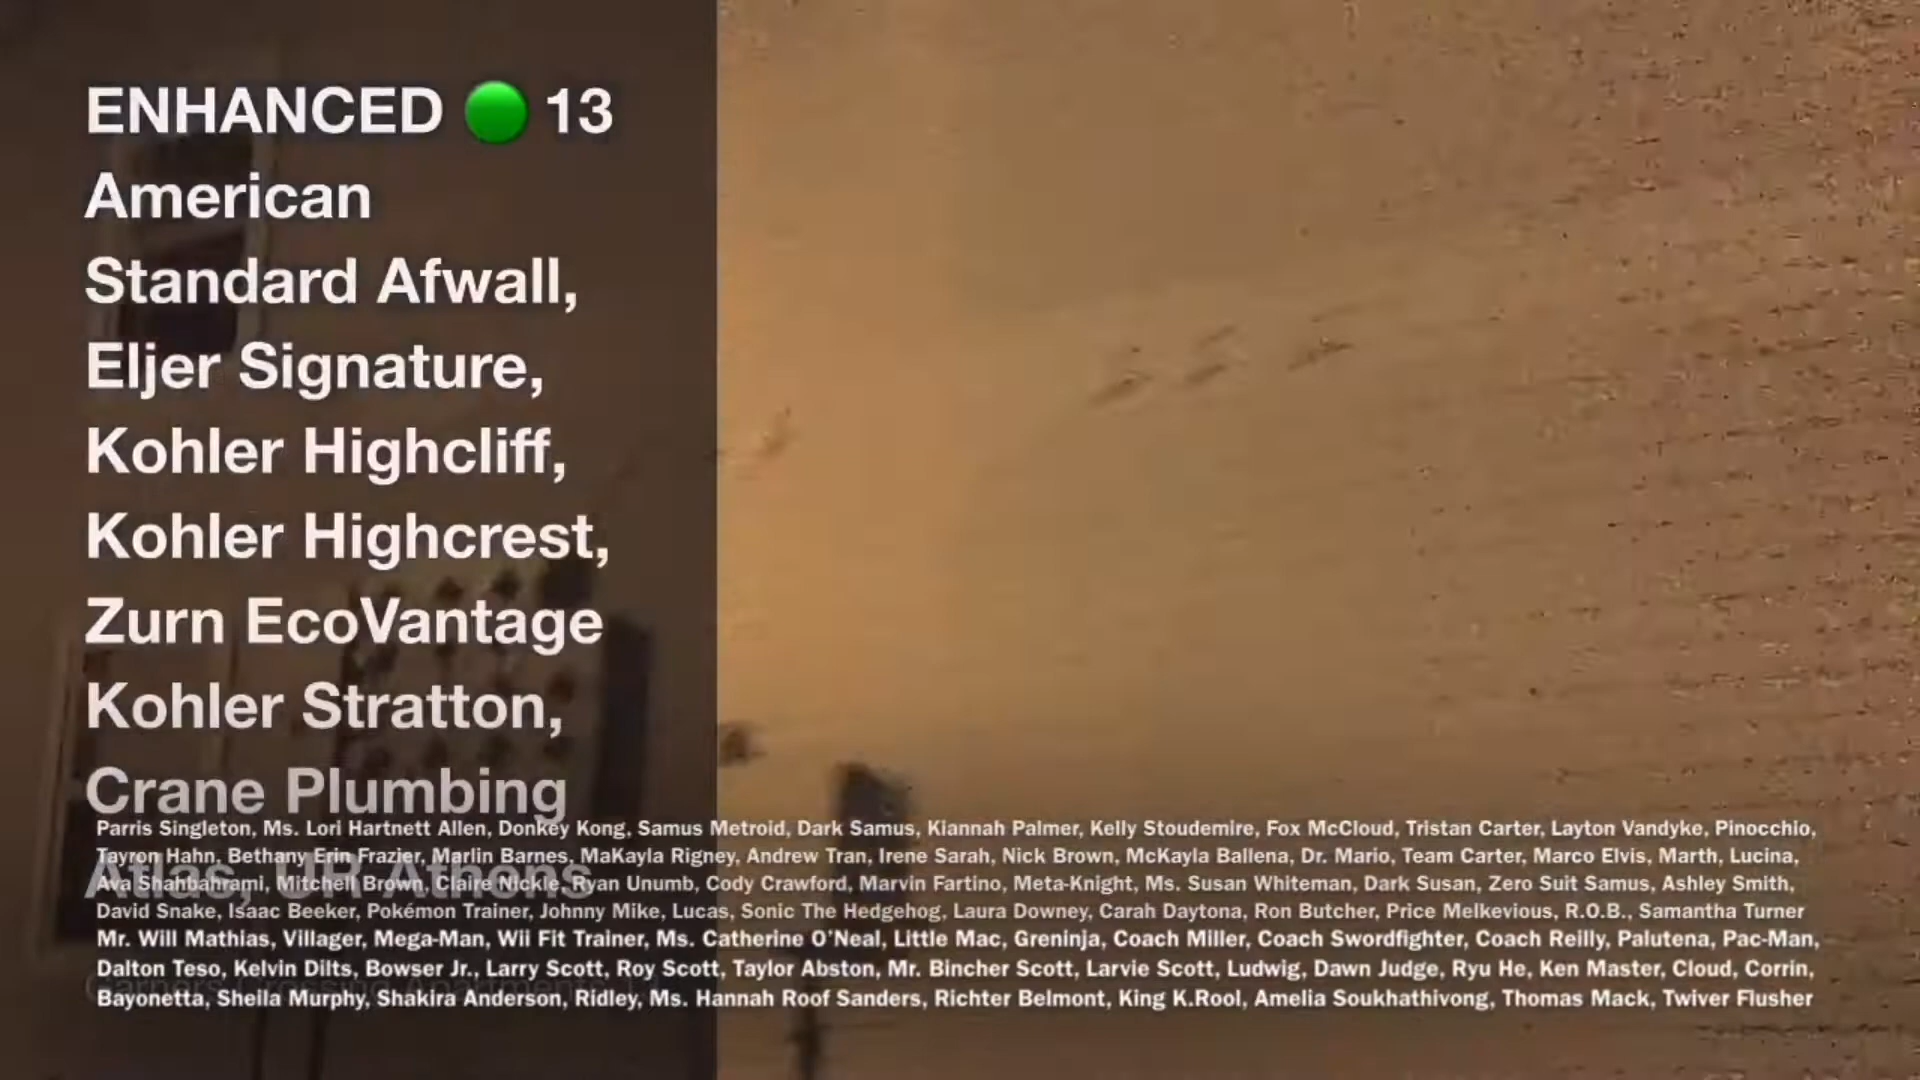 ENHANCED 🟢 13
American
Standard Afwall,
Eljer Signature,
Kohler Highcliff,
Kohler Highcrest,
Zurn EcoVantage
Kohler Stratton,
Crane Plumbing
Atlas, UR Athens
Parris Singleton, Ms. Lori Hartnett Allen, Donkey Kong, Samus Metroid, Dark Samus, Kiannah Palmer, Kelly Stoudemire, Fox McCloud, Tristan Carter, Layton Vandyke, Pinocchio,
Tayron Hahn, Bethany Erin Frazier, Marlin Barnes, MaKayla Rigney, Andrew Tran, Irene Sarah, Nick Brown, McKayla Ballena, Dr. Mario, Team Carter, Marco Elvis, Marth, Lucina,
Ava Shahbahrami, Mitchell Brown, Claire Nickle, Ryan Unumb, Cody Crawford, Marvin Fartino, Meta-Knight, Ms. Susan Whiteman, Dark Susan, Zero Suit Samus, Ashley Smith,
David Snake, Isaac Beeker, Pokémon Trainer, Johnny Mike, Lucas, Sonic The Hedgehog, Laura Downey, Carah Daytona, Ron Butcher, Price Melkevious, R.O.B., Samantha Turner
Mr. Will Mathias, Villager, Mega-Man, Wii Fit Trainer, Ms. Catherine O'Neal, Little Mac, Greninja, Coach Miller, Coach Swordfighter, Coach Reilly, Palutena, Pac-Man,
Dalton Teso, Kelvin Dilts, Bowser Jr., Larry Scott, Roy Scott, Taylor Abston, Mr. Bincher Scott, Larvie Scott, Ludwig, Dawn Judge, Ryu He, Ken Master, Cloud, Corrin,
Bayonetta, Sheila Murphy, Shakira Anderson, Ridley, Ms. Hannah Roof Sanders, Richter Belmont, King K.Rool, Amelia Soukhathivong, Thomas Mack, Twiver Flusher